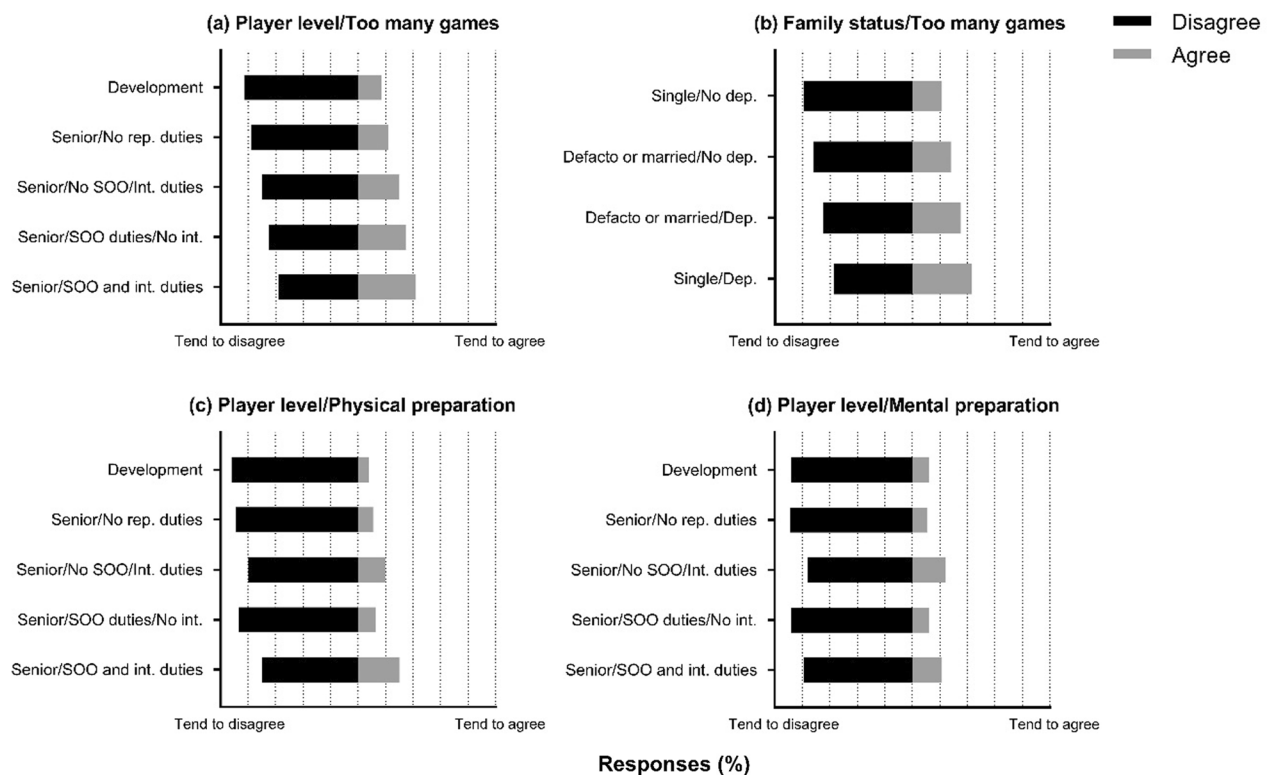 (a) Player level/Too many games
Development
Senior/No rep. duties
Senior/No SOO/Int. duties
Senior/SOO duties/No int.
Senior/SOO and int. duties
Tend to disagree
Tend to agree
(b) Family status/Too many games
Single/No dep.
Defacto or married/No dep.
Defacto or married/Dep.
Single/Dep.
Tend to disagree
Tend to agree
Disagree
Agree
(c) Player level/Physical preparation
Development
Senior/No rep. duties
Senior/No SOO/Int. duties
Senior/SOO duties/No int.
Senior/SOO and int. duties
Tend to disagree
Tend to agree
(d) Player level/Mental preparation
Development
Senior/No rep. duties
Senior/No SOO/Int. duties
Senior/SOO duties/No int.
Senior/SOO and int. duties
Tend to disagree
Tend to agree
Responses (%)